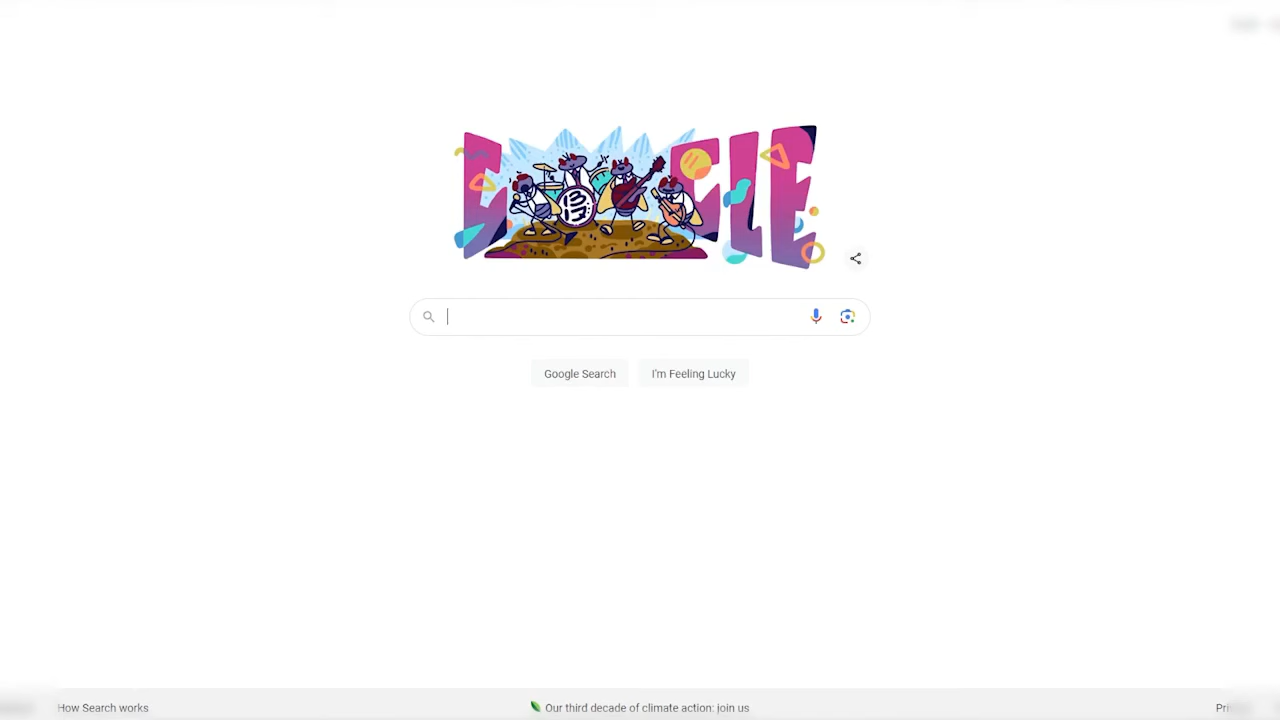 Google Search
I'm Feeling Lucky
How Search works
Our third decade of climate action: join us